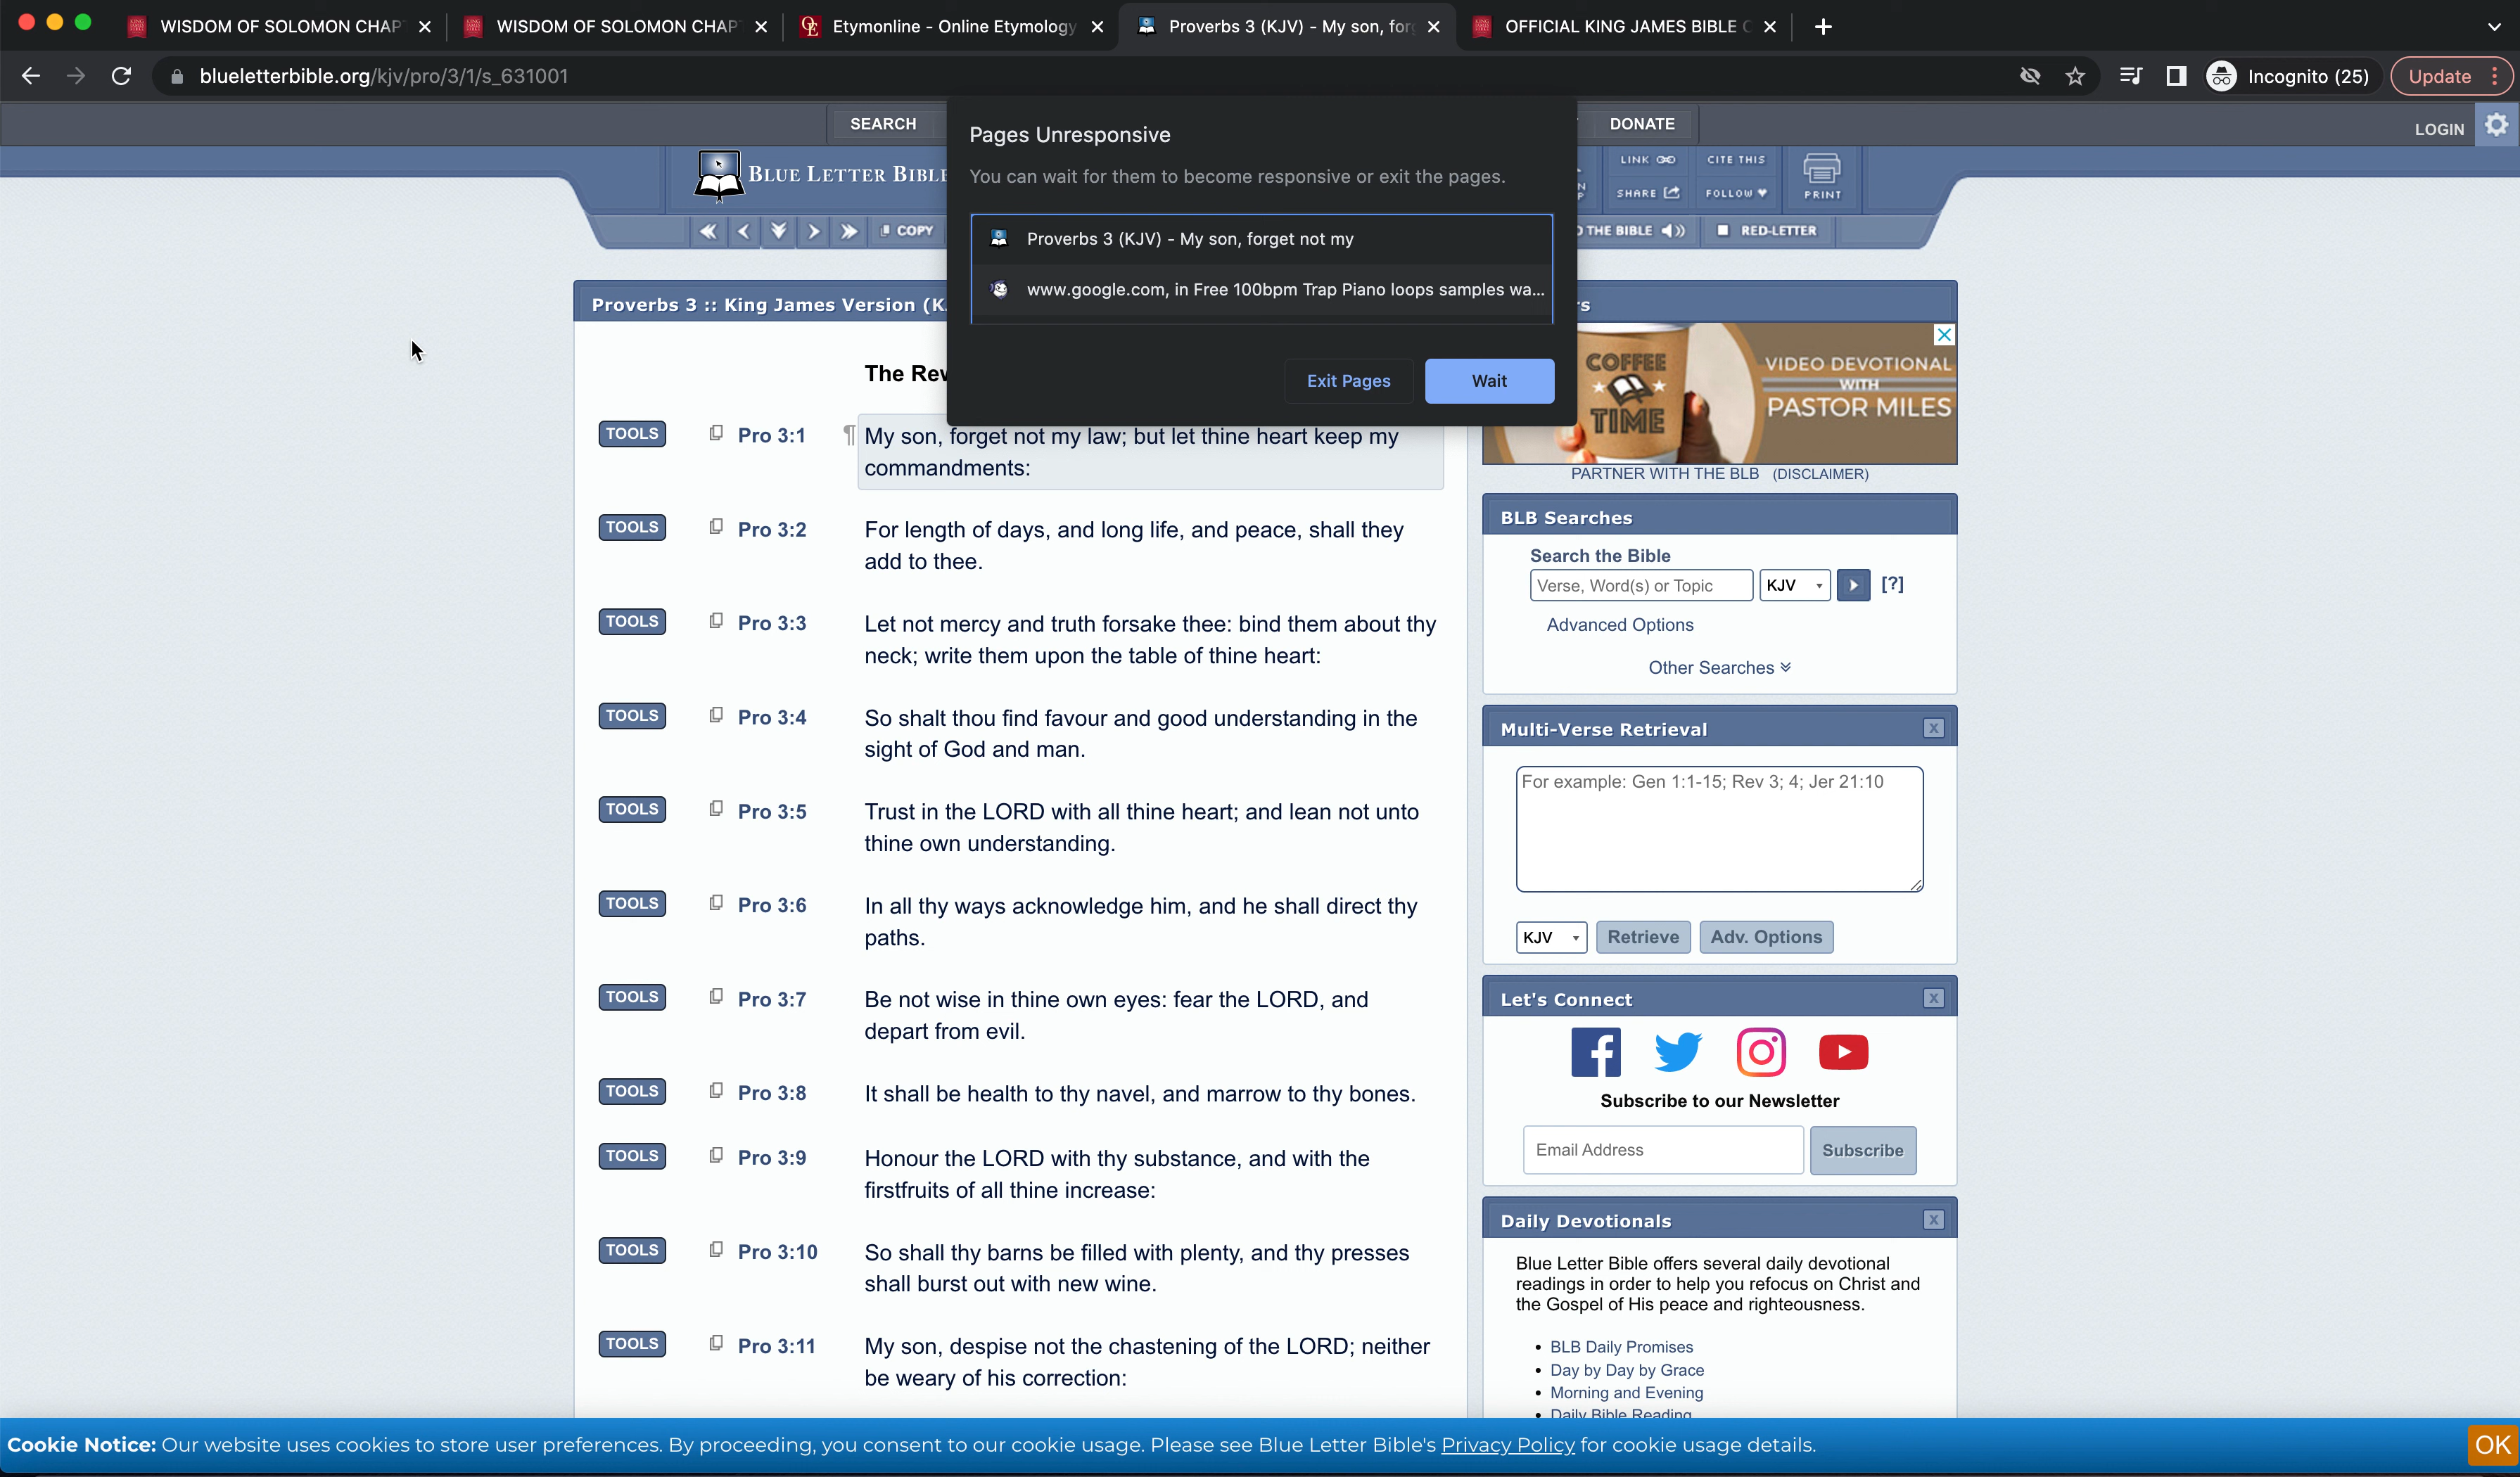 WISDOM OF SOLOMON CHAP
WISDOM OF SOLOMON CHAP
Etymonline - Online Etymology
Proverbs 3 (KJV) - My son, for
OFFICIAL KING JAMES BIBLE
blueletterbible.org/kjv/pro/3/1/s_631001
Incognito (25)
Update
SEARCH
DONATE
LOGIN
BLUE LETTER BIBLE
LINK
CITE THIS
SHARE
FOLLOW
PRINT
COPY
THE BIBLE
RED-LETTER
Pages Unresponsive
You can wait for them to become responsive or exit the pages.
Proverbs 3 (KJV) - My son, forget not my
www.google.com, in Free 100bpm Trap Piano loops samples wa...
Exit Pages
Wait
Proverbs 3 :: King James Version (K
The Rev
TOOLS Pro 3:1 ¶ My son, forget not my law; but let thine heart keep my
commandments:
TOOLS Pro 3:2 For length of days, and long life, and peace, shall they
add to thee.
TOOLS Pro 3:3 Let not mercy and truth forsake thee: bind them about thy
neck; write them upon the table of thine heart:
TOOLS Pro 3:4 So shalt thou find favour and good understanding in the
sight of God and man.
TOOLS Pro 3:5 Trust in the LORD with all thine heart; and lean not unto
thine own understanding.
TOOLS Pro 3:6 In all thy ways acknowledge him, and he shall direct thy
paths.
TOOLS Pro 3:7 Be not wise in thine own eyes: fear the LORD, and
depart from evil.
TOOLS Pro 3:8 It shall be health to thy navel, and marrow to thy bones.
TOOLS Pro 3:9 Honour the LORD with thy substance, and with the
firstfruits of all thine increase:
TOOLS Pro 3:10 So shall thy barns be filled with plenty, and thy presses
shall burst out with new wine.
TOOLS Pro 3:11 My son, despise not the chastening of the LORD; neither
be weary of his correction:
COFFEE
TIME
VIDEO DEVOTIONAL
WITH
PASTOR MILES
PARTNER WITH THE BLB (DISCLAIMER)
BLB Searches
Search the Bible
Verse, Word(s) or Topic
KJV
[?]
Advanced Options
Other Searches
Multi-Verse Retrieval
For example: Gen 1:1-15; Rev 3; 4; Jer 21:10
KJV
Retrieve
Adv. Options
Let's Connect
Subscribe to our Newsletter
Email Address
Subscribe
Daily Devotionals
Blue Letter Bible offers several daily devotional
readings in order to help you refocus on Christ and
the Gospel of His peace and righteousness.
• BLB Daily Promises
• Day by Day by Grace
• Morning and Evening
• Daily Bible Reading
Cookie Notice: Our website uses cookies to store user preferences. By proceeding, you consent to our cookie usage. Please see Blue Letter Bible's Privacy Policy for cookie usage details.
OK